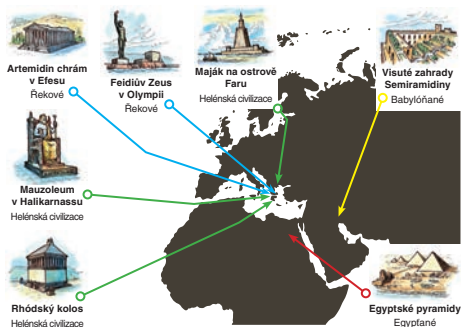 Artemidin chrám
v Efesu
Řekové
Feidiův Zeus
v Olympii
Řekové
Maják na ostrově
Faru
Helénská civilizace
Visuté zahrady
Semiramidiny
Babylóňané
Mauzoleum
v Halikarnassu
Helénská civilizace
Rhódský kolos
Helénská civilizace
Egyptské pyramidy
Egypťané